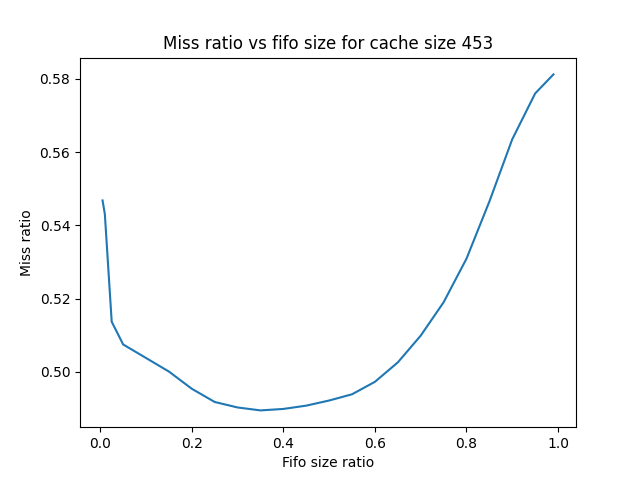 Miss ratio vs fifo size for cache size 453
0.58
0.56
0.54
0.52
0.50
Miss ratio
0.0 0.2 0.4 0.6 0.8 1.0
Fifo size ratio